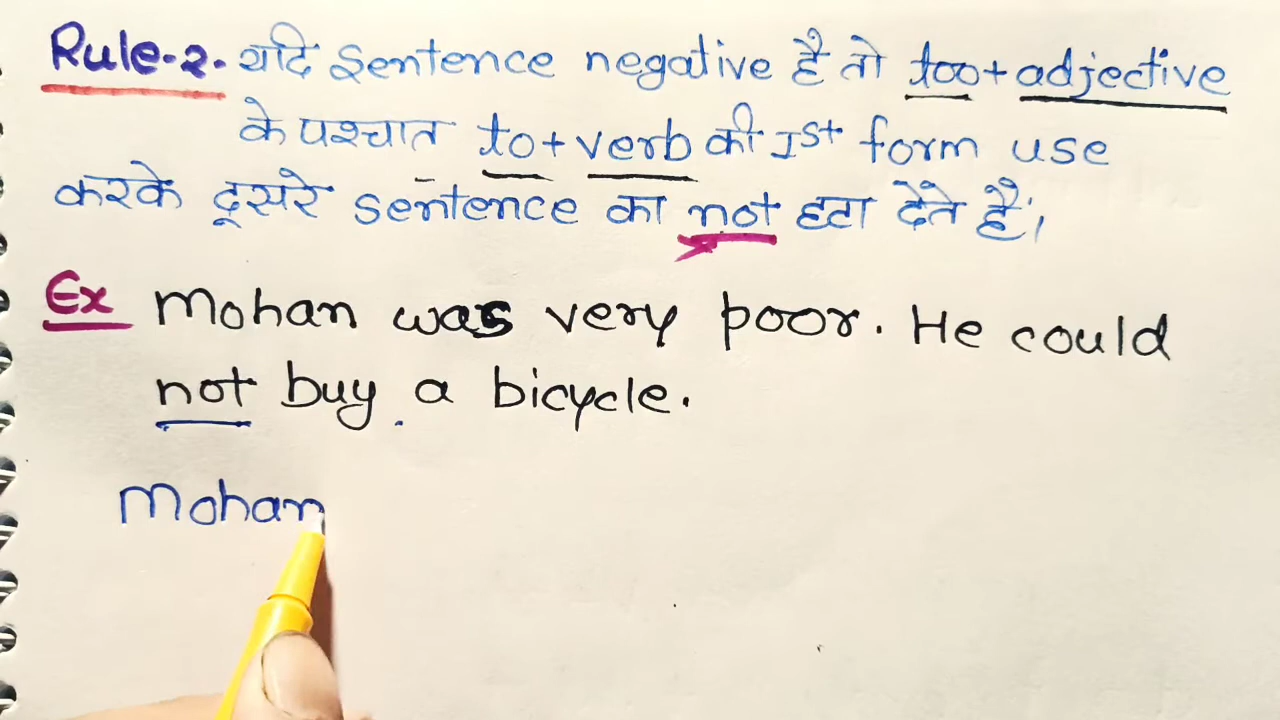 Rule-2. यदि Sentence negative है तो too+ adjective
के पश्चात to+verb की Ist form use
करके दूसरे sentence का not हटा देते हैं।
Ex Mohan was very poor. He could
not buy a bicycle.
Mohan